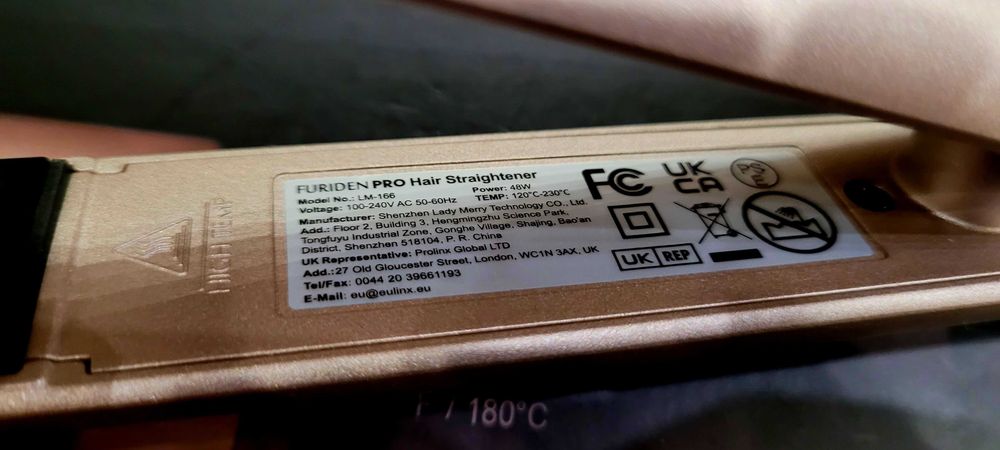 FURIDEN PRO Hair Straightener
Model No.: LM-166 Power: 48W
Voltage: 100-240V AC 50-60Hz TEMP: 120°C-230°C
Manufacturer: Shenzhen Lady Merry Technology CO., Ltd.
Add.: Floor 2, Building 3, Hengmingzhu Science Park,
Tongfuyu Industrial Zone, Gonghe Village, Shajing, Bao'an
District, Shenzhen 518104, P. R. China
UK Representative: Prolinx Global LTD
Add.:27 Old Gloucester Street, London, WC1N 3AX, UK
Tel/Fax: 0044 20 39661193
E-Mail: eu@eulinx.eu
FC
UK
CA
PSE
UK REP
HIGH TEMP
F / 180°C